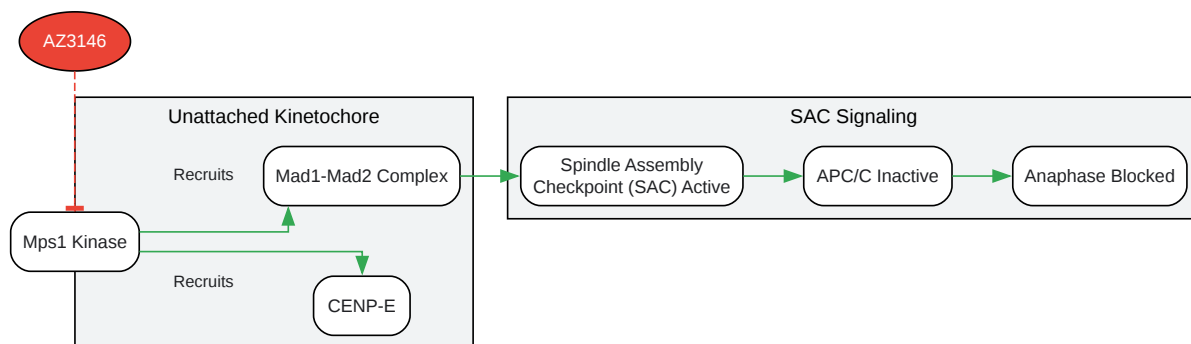 AZ3146
Unattached Kinetochore
SAC Signaling
Recruits
Mad1-Mad2 Complex
Spindle Assembly
Checkpoint (SAC) Active
APC/C Inactive
Anaphase Blocked
Mps1 Kinase
Recruits
CENP-E